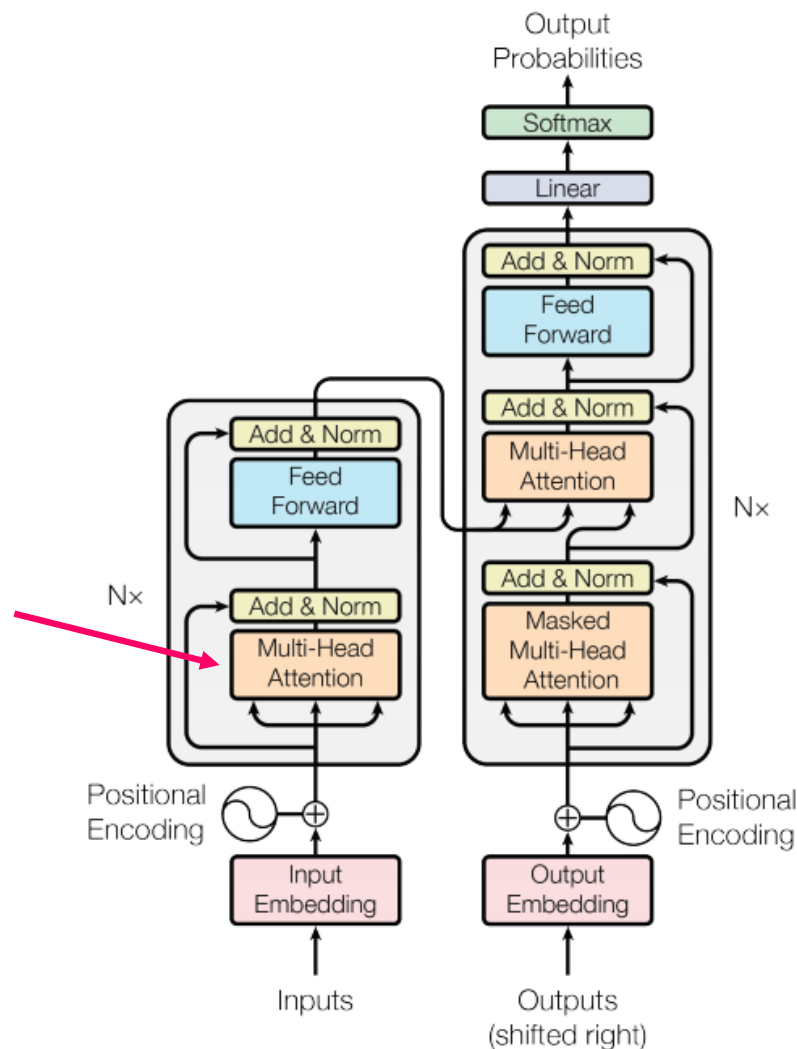 Output
Probabilities
Softmax
Linear
Add & Norm
Feed
Forward
Add & Norm
Multi-Head
Attention
Add & Norm
Masked
Multi-Head
Attention
N×
Add & Norm
Feed
Forward
Add & Norm
Multi-Head
Attention
N×
Positional
Encoding
Positional
Encoding
Input
Embedding
Output
Embedding
Inputs
Outputs
(shifted right)